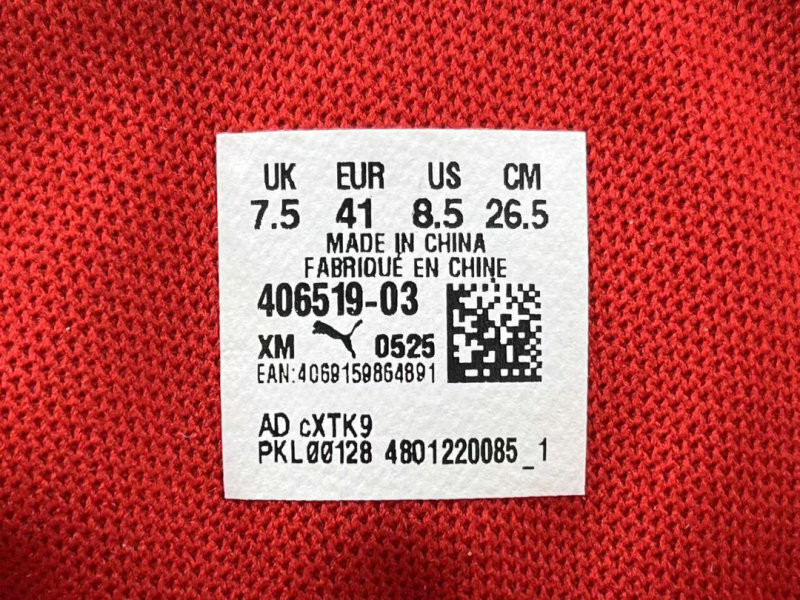 UK EUR US CM
7.5 41 8.5 26.5
MADE IN CHINA
FABRIQUÉ EN CHINE
406519-03
XM 0525
EAN:4069159864891
AD cXTK9
PKL00128 4801220085_1